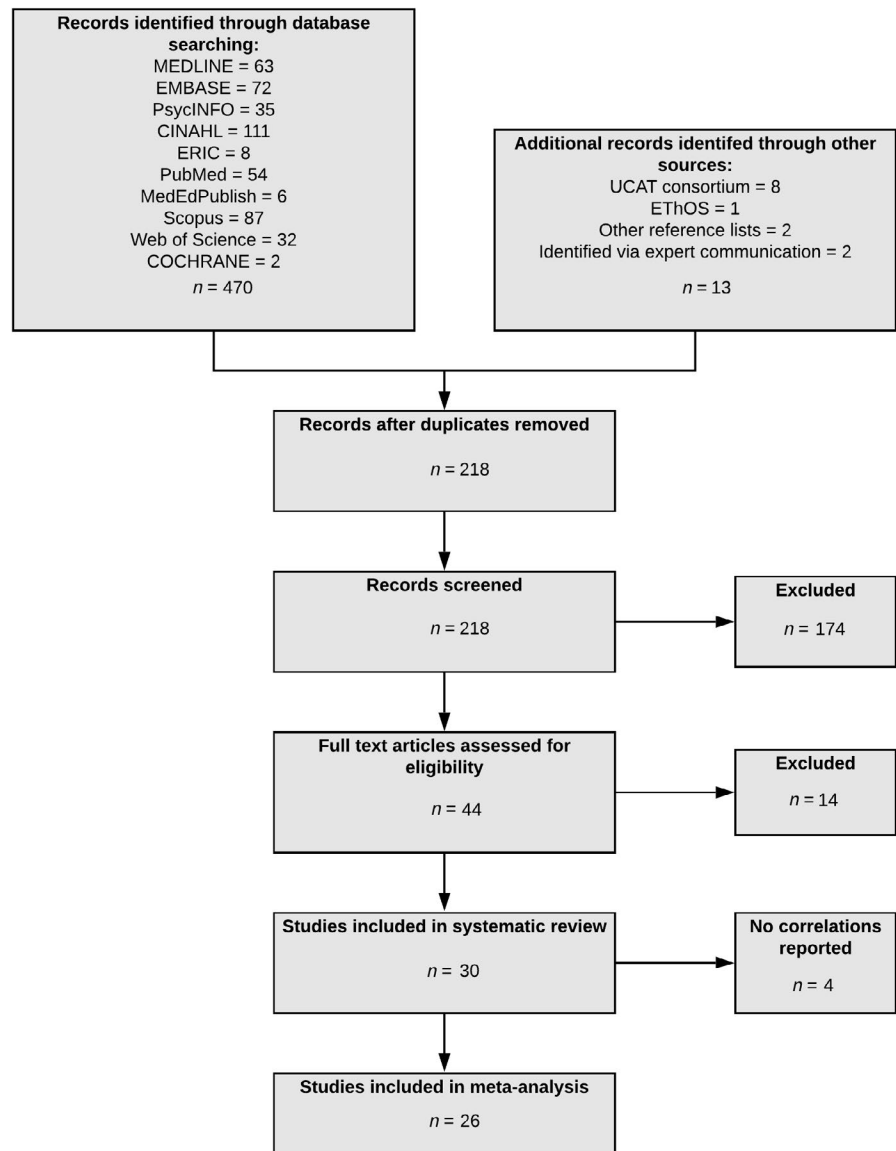 Records identified through database
searching:
MEDLINE = 63
EMBASE = 72
PsycINFO = 35
CINAHL = 111
ERIC = 8
PubMed = 54
MedEdPublish = 6
Scopus = 87
Web of Science = 32
COCHRANE = 2
n = 470
Additional records identifed through other
sources:
UCAT consortium = 8
EThOS = 1
Other reference lists = 2
Identified via expert communication = 2
n = 13
Records after duplicates removed
n = 218
Records screened
n = 218
Excluded
n = 174
Full text articles assessed for
eligibility
n = 44
Excluded
n = 14
Studies included in systematic review
n = 30
No correlations
reported
n = 4
Studies included in meta-analysis
n = 26